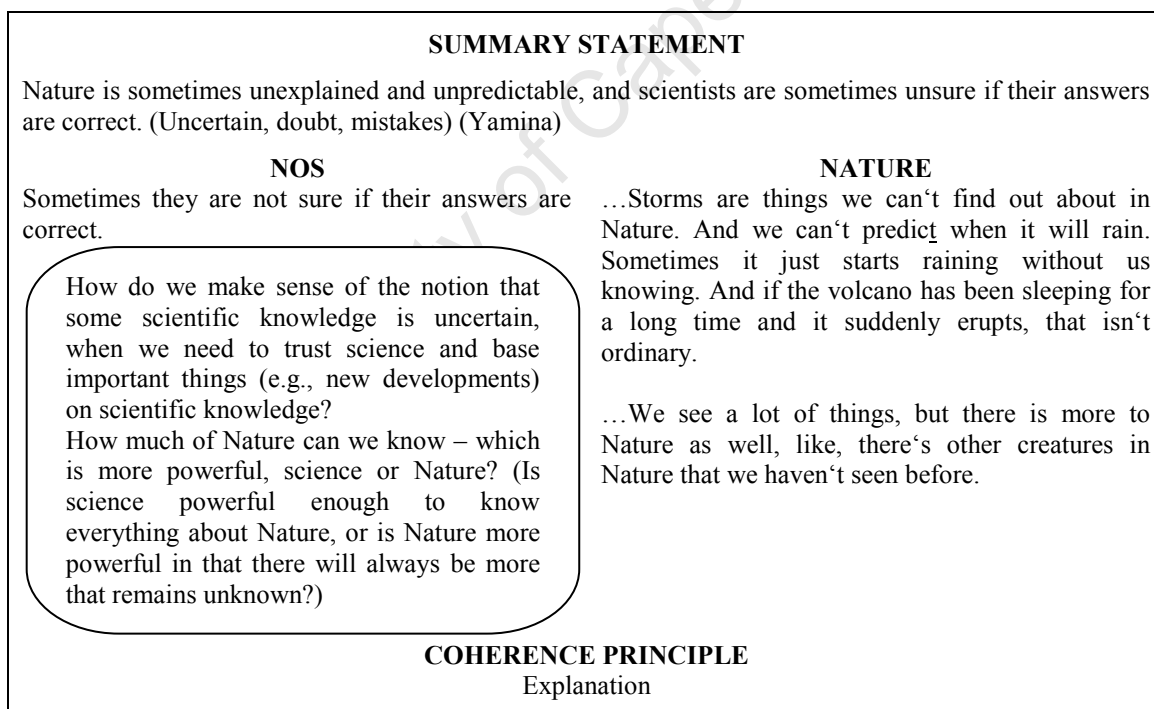 SUMMARY STATEMENT
Nature is sometimes unexplained and unpredictable, and scientists are sometimes unsure if their answers
are correct. (Uncertain, doubt, mistakes) (Yamina)
NOS
Sometimes they are not sure if their answers are
correct.
How do we make sense of the notion that
some scientific knowledge is uncertain,
when we need to trust science and base
important things (e.g., new developments)
on scientific knowledge?
How much of Nature can we know – which
is more powerful, science or Nature? (Is
science powerful enough to know
everything about Nature, or is Nature more
powerful in that there will always be more
that remains unknown?)
NATURE
…Storms are things we can‘t find out about in
Nature. And we can‘t predict when it will rain.
Sometimes it just starts raining without us
knowing. And if the volcano has been sleeping for
a long time and it suddenly erupts, that isn‘t
ordinary.
…We see a lot of things, but there is more to
Nature as well, like, there‘s other creatures in
Nature that we haven‘t seen before.
COHERENCE PRINCIPLE
Explanation
of Cape